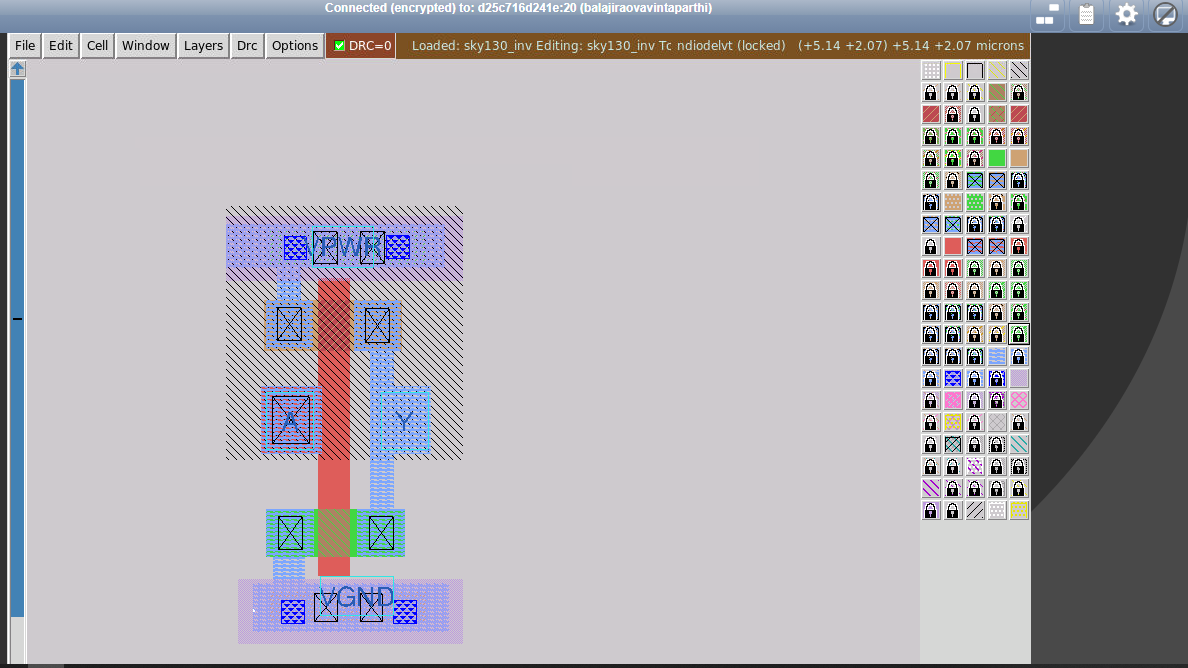 Connected (encrypted) to: d25c716d241e:20 (balajiraovavintaparthi)
File Edit Cell Window Layers Drc Options DRC=0 Loaded: sky130_inv Editing: sky130_inv Tc ndiodelvt (locked) (+5.14 +2.07) +5.14 +2.07 microns
VPWR
A Y
VGND